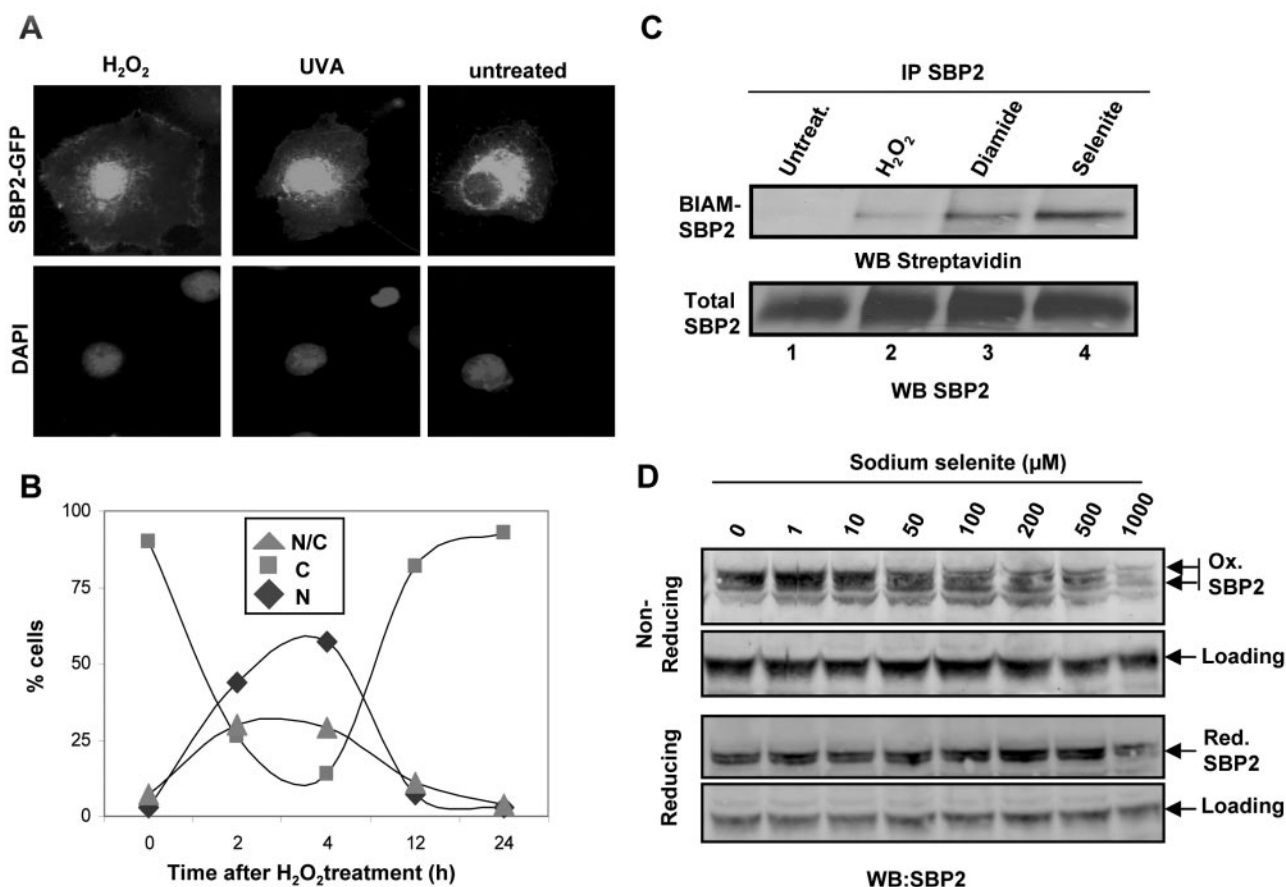 A
H₂O₂ UVA untreated
SBP2-GFP
DAPI
B
100
75
50
25
0
% cells
N/C
C
N
0 2 4 12 24
Time after H₂O₂treatment (h)
C
IP SBP2
Untreat. H₂O₂ Diamide Selenite
BIAM-
SBP2
WB Streptavidin
Total
SBP2
1 2 3 4
WB SBP2
D
Sodium selenite (µM)
0 1 10 50 100 200 500 1000
Non-
Reducing
Ox.
SBP2
Loading
Reducing
Red.
SBP2
Loading
WB:SBP2